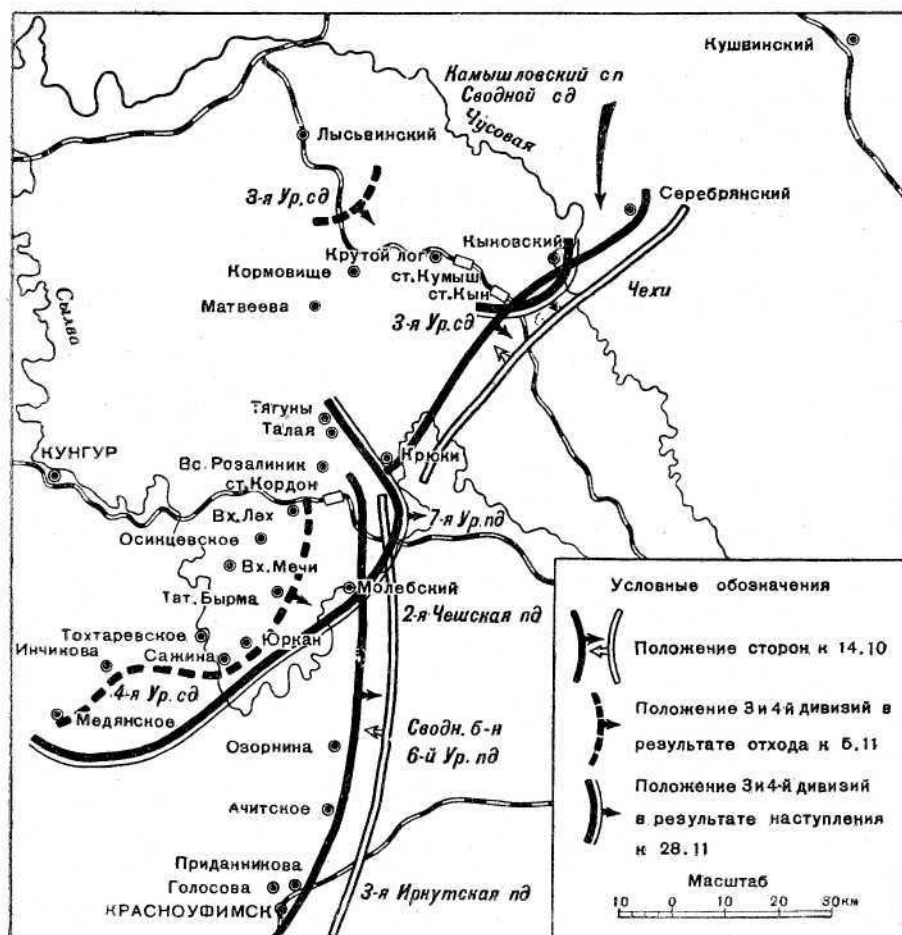 Кушвинский
Камышловский сп
Сводной сд
Чусовая
Лысьвинский
3-я Ур. сд
Серебрянский
Кыновский
Крутой лог
ст. Кумыш
Кормовище
ст. Кын
Чехи
Матвеева
3-я Ур. сд
Сылва
Тягуны
Талая
КУНГУР
Крюки
Вс. Розалиник
ст. Кордон
Вх. Лех
7-я Ур. пд
Осинцевское
Вх. Мечи
Молебский
Тат. Бырма
2-я Чешская пд
Тохтаревское
Юркан
Инчикова
Сажина
4-я Ур. сд
Медянское
Озорнина
Сводн. б-н
6-й Ур. пд
Ачитское
Приданникова
Голосова
КРАСНОУФИМСК
3-я Иркутская пд
Условные обозначения
Положение сторон к 14.10
Положение 3 и 4-й дивизий в
результате отхода к 5.11
Положение 3 и 4-й дивизий
в результате наступления
к 28.11
Масштаб
10 0 10 20 30 км